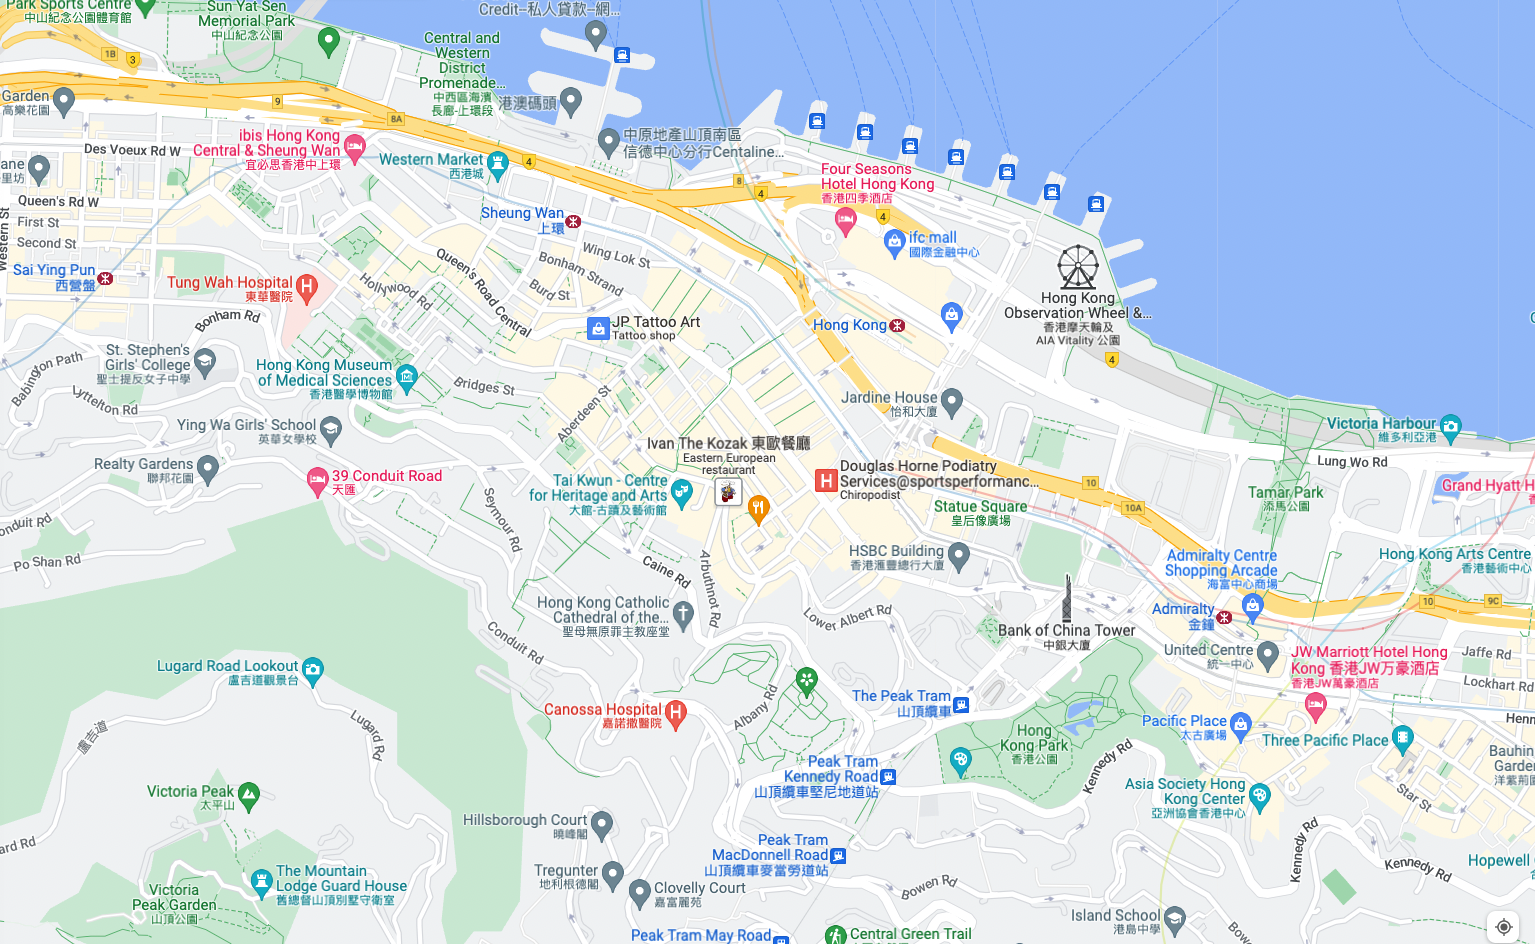 Park Sports Centre
中山紀念公園體育館
Sun Yat Sen
Memorial Park
中山紀念公園
1B
3
Central and
Western
District
Promenade...
中西區海濱
長廊-上環段
Credit–私人貸款–網...
港澳碼頭
Garden
高樂花園
9
8A
ibis Hong Kong
Central & Sheung Wan
宜必思香港中上環
Des Voeux Rd W
Western Market
西港城
4
中原地產山頂南區
信德中心分行Centaline...
8
4
Four Seasons
Hotel Hong Kong
香港四季酒店
4
ifc mall
國際金融中心
Queen's Rd W
First St
Second St
Western St
Sheung Wan
上環
Wing Lok St
Bonham Strand
Burd St
Queen's Road Central
Hollywood Rd
Sai Ying Pun
西營盤
Tung Wah Hospital
東華醫院
Bonham Rd
Hong Kong
Observation Wheel &...
香港摩天輪及
AIA Vitality 公園
4
JP Tattoo Art
Tattoo shop
Hong Kong
St. Stephen's
Girls' College
聖士提反女子中學
Babington Path
Lyttelton Rd
Hong Kong Museum
of Medical Sciences
香港醫學博物館
Bridges St
Aberdeen St
Jardine House
怡和大廈
Ying Wa Girls' School
英華女學校
Ivan The Kozak 東歐餐廳
Eastern European
restaurant
Victoria Harbour
維多利亞港
Realty Gardens
聯邦花園
39 Conduit Road
天匯
Tai Kwun - Centre
for Heritage and Arts
大館-古蹟及藝術館
Douglas Horne Podiatry
Services@sportsperformanc...
Chiropodist
Lung Wo Rd
10
10A
Tamar Park
添馬公園
Grand Hyatt H
Seymour Rd
Statue Square
皇后像廣場
Conduit Rd
Po Shan Rd
HSBC Building
香港滙豐總行大廈
Caine Rd
Arbuthnot Rd
Admiralty Centre
Shopping Arcade
海富中心商場
Hong Kong Arts Centre
香港藝術中心
Hong Kong Catholic
Cathedral of the...
聖母無原罪主教座堂
Lower Albert Rd
Bank of China Tower
中銀大廈
Admiralty
金鐘
10
9C
Conduit Rd
United Centre
統一中心
JW Marriott Hotel Hong
Kong 香港JW万豪酒店
香港JW萬豪酒店
Jaffe Rd
Lockhart Rd
Lugard Road Lookout
盧吉道觀景台
盧吉道
Lugard Rd
Canossa Hospital
嘉諾撒醫院
Albany Rd
The Peak Tram
山頂纜車
Hong
Kong Park
香港公園
Pacific Place
太古廣場
Three Pacific Place
Kennedy Rd
Peak Tram
Kennedy Road
山頂纜車堅尼地道站
Asia Society Hong
Kong Center
亞洲協會香港中心
Star St
Victoria Peak
太平山
Hillsborough Court
曉峰閣
Peak Tram
MacDonnell Road
山頂纜車麥當勞道站
Kennedy Rd
Kennedy Rd
Hopewell
The Mountain
Lodge Guard House
舊總督山頂別墅守衛室
Victoria
Peak Garden
山頂公園
Tregunter
地利根德閣
Clovelly Court
嘉富麗苑
Bowen Rd
Island School
港島中學
Peak Tram May Road
Central Green Trail